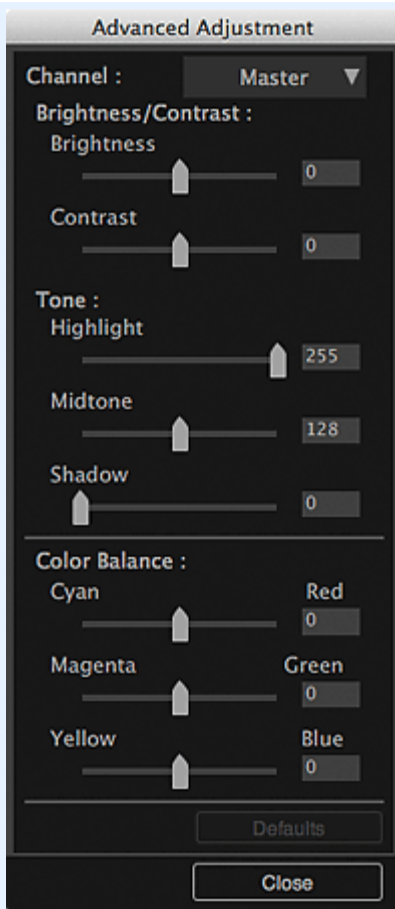 Advanced Adjustment
Channel : Master ▼
Brightness/Contrast :
Brightness
0
Contrast
0
Tone :
Highlight
255
Midtone
128
Shadow
0
Color Balance :
Cyan Red
0
Magenta Green
0
Yellow Blue
0
Defaults
Close